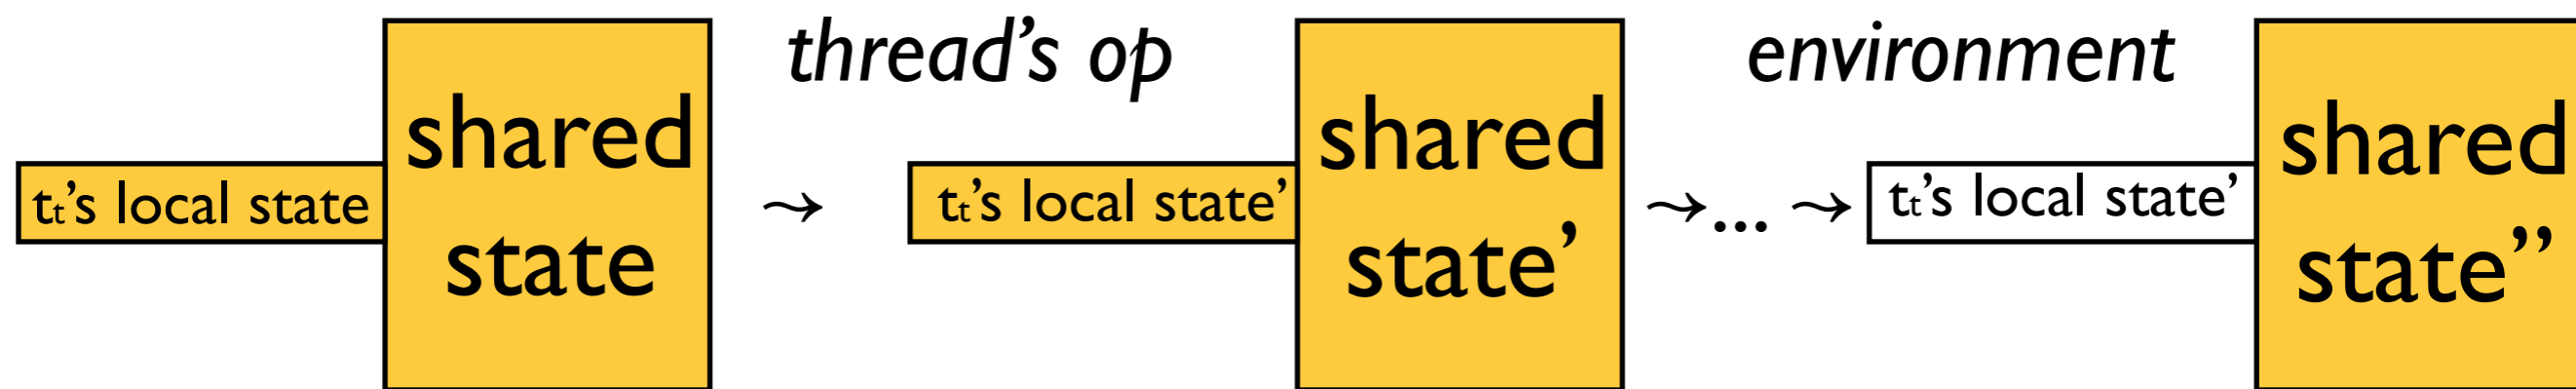 thread’s op
environment
tt’s local state
shared
state
⤳
tt’s local state’
shared
state’
⤳... ⤳
tt’s local state’
shared
state’’